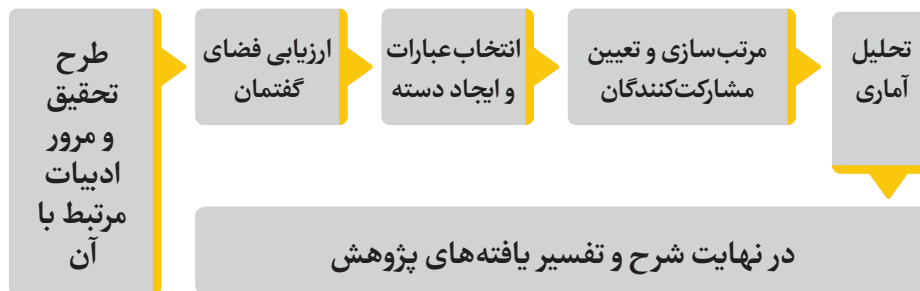 طرح
تحقیق
و مرور
ادبیات
مرتبط با
آن
ارزیابی فضای
گفتمان
انتخاب عبارات
و ایجاد دسته
مرتب‌سازی و تعیین
مشارکت‌کنندگان
تحلیل
آماری
در نهایت شرح و تفسیر یافته‌های پژوهش